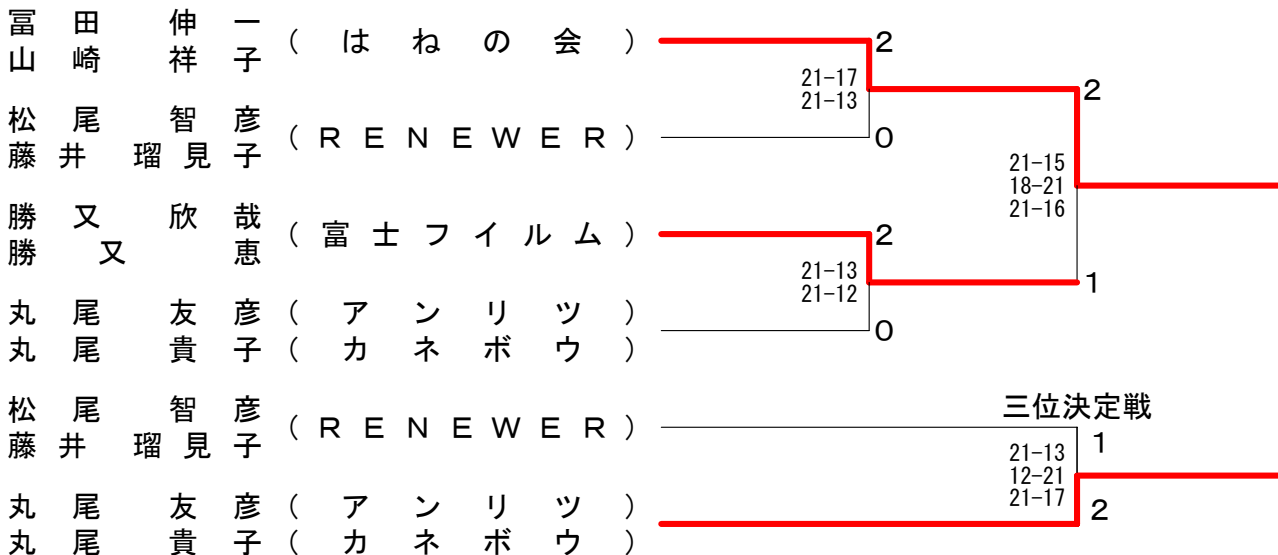 冨田 伸一
山崎 祥子
(はねの会)
2
21-17
21-13
2
松尾 智彦
藤井 瑠見子
(RENEWER)
0
21-15
18-21
21-16
勝又 欣哉
勝又 恵
(富士フイルム)
2
21-13
21-12
1
丸尾 友彦(アンリツ)
丸尾 貴子(カネボウ)
0
三位決定戦
松尾 智彦
藤井 瑠見子
(RENEWER)
1
21-13
12-21
21-17
2
丸尾 友彦(アンリツ)
丸尾 貴子(カネボウ)